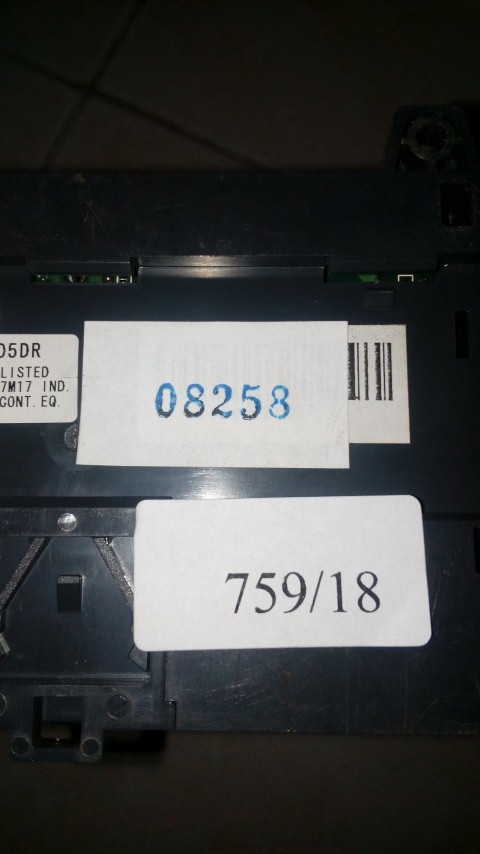 05DR
LISTED
7M17 IND.
CONT. EQ.
08258
759/18